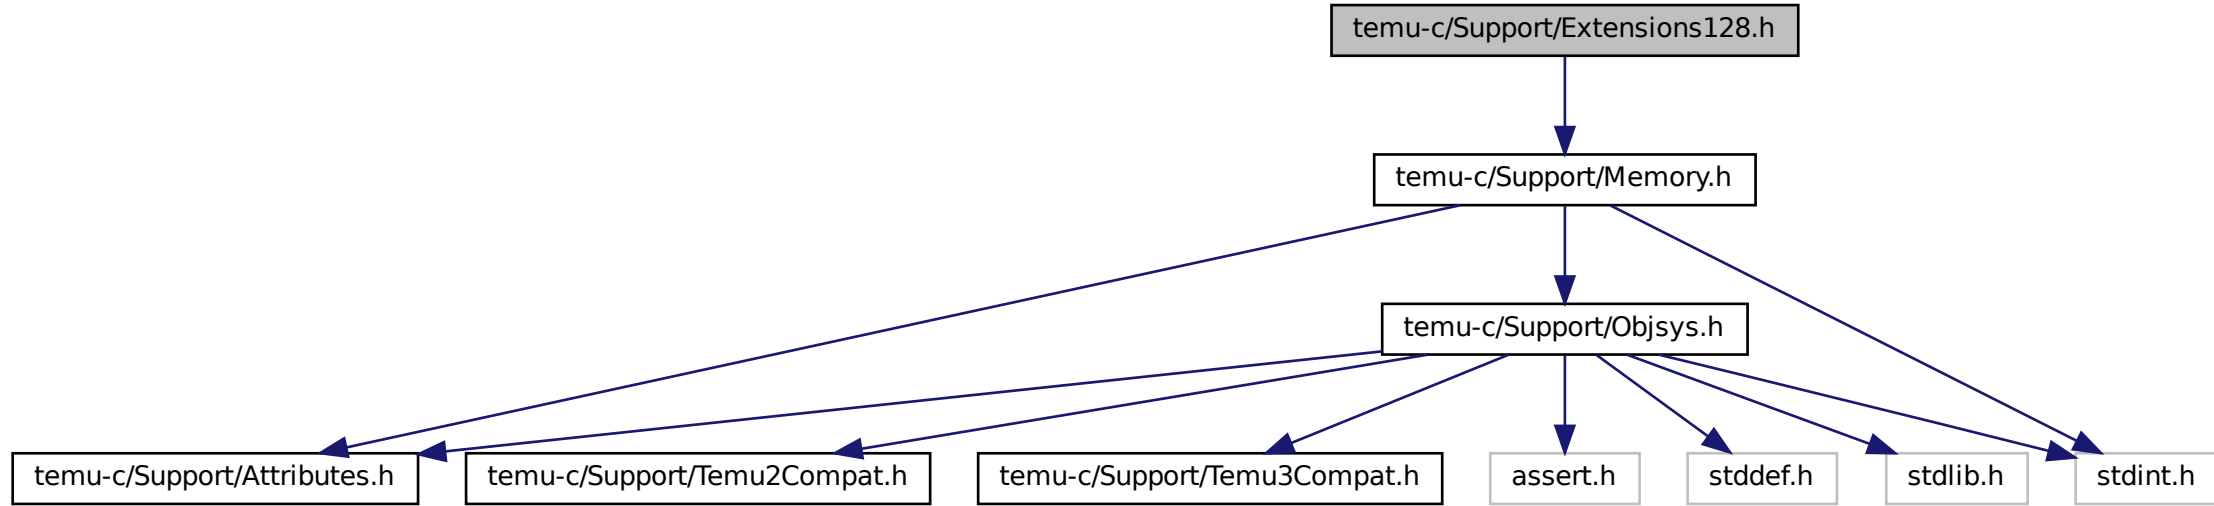 temu-c/Support/Extensions128.h
temu-c/Support/Memory.h
temu-c/Support/Objsys.h
temu-c/Support/Attributes.h
temu-c/Support/Temu2Compat.h
temu-c/Support/Temu3Compat.h
assert.h
stddef.h
stdlib.h
stdint.h